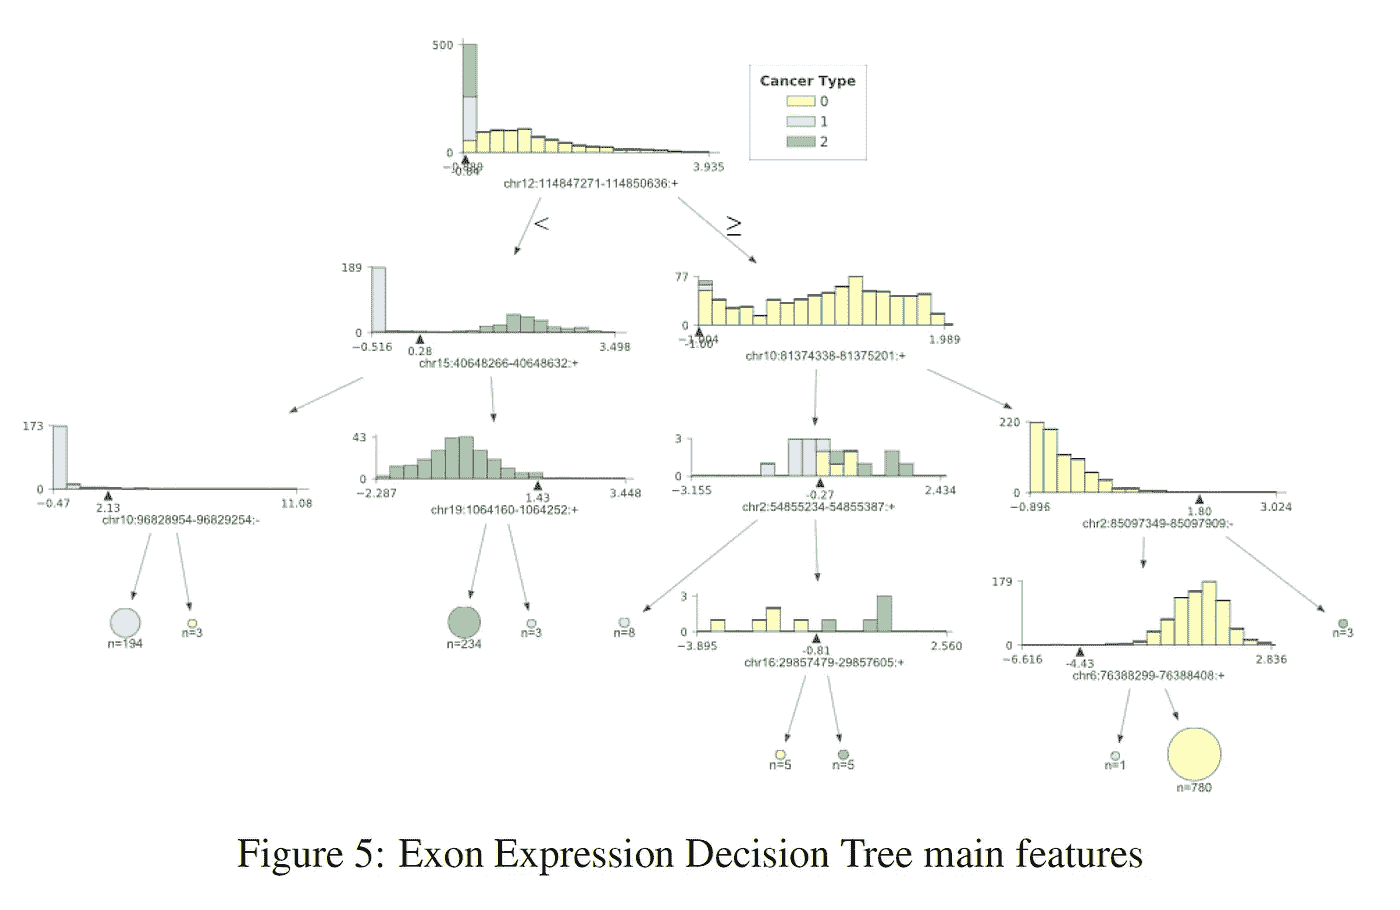 500
0
−0.889
-0.84
3.935
chr12:114847271-114850636:+
Cancer Type
0
1
2
<
≥
189
0
−0.516
0.28
3.498
chr15:40648266-40648632:+
77
0
−1.004
-1.00
1.989
chr10:81374338-81375201:+
173
0
−0.47
2.13
11.08
chr10:96828954-96829254:-
43
0
−2.287
1.43
3.448
chr19:1064160-1064252:+
3
0
−3.155
-0.27
2.434
chr2:54855234-54855387:+
220
0
−0.896
1.80
3.024
chr2:85097349-85097909:-
n=194
n=3
n=234
n=3
n=8
3
0
−3.895
-0.81
2.560
chr16:29857479-29857605:+
179
0
−6.616
-4.43
2.836
chr6:76388299-76388408:+
n=3
n=5
n=5
n=1
n=780
Figure 5: Exon Expression Decision Tree main features